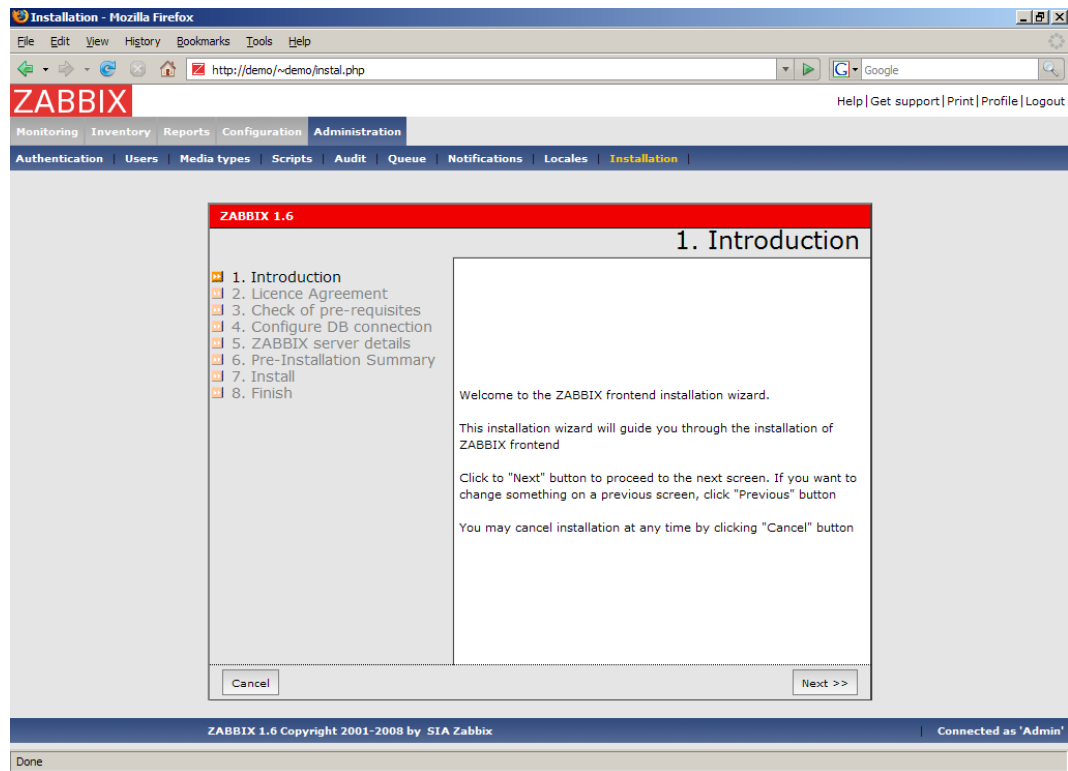 Installation - Mozilla Firefox
File Edit View History Bookmarks Tools Help
http://demo/~demo/instal.php
G Google
ZABBIX
Help|Get support|Print|Profile|Logout
Monitoring Inventory Reports Configuration Administration
Authentication | Users | Media types | Scripts | Audit | Queue | Notifications | Locales | Installation |
ZABBIX 1.6
1. Introduction
1. Introduction
2. Licence Agreement
3. Check of pre-requisites
4. Configure DB connection
5. ZABBIX server details
6. Pre-Installation Summary
7. Install
8. Finish
Welcome to the ZABBIX frontend installation wizard.
This installation wizard will guide you through the installation of
ZABBIX frontend
Click to "Next" button to proceed to the next screen. If you want to
change something on a previous screen, click "Previous" button
You may cancel installation at any time by clicking "Cancel" button
Cancel
Next >>
ZABBIX 1.6 Copyright 2001-2008 by SIA Zabbix
| Connected as 'Admin'
Done